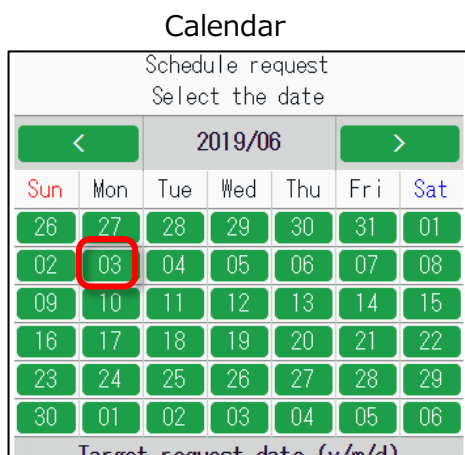 Calendar
Schedule request
Select the date
< 2019/06 >
Sun Mon Tue Wed Thu Fri Sat
26 27 28 29 30 31 01
02 03 04 05 06 07 08
09 10 11 12 13 14 15
16 17 18 19 20 21 22
23 24 25 26 27 28 29
30 01 02 03 04 05 06
Target request date (y/m/d)